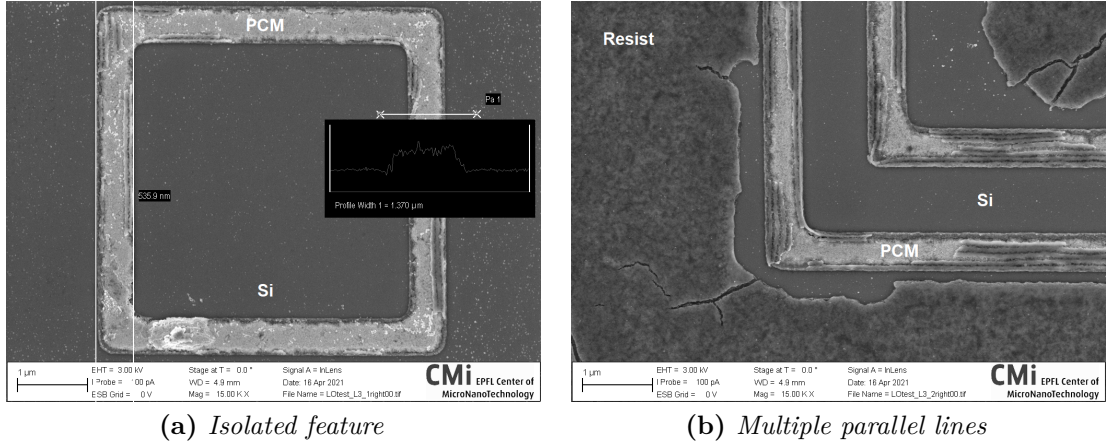 PCM
Pa 1
535.9 nm
Profile Width 1 = 1.370 µm
Si
1 µm
EHT = 3.00 kV
I Probe = 100 pA
ESB Grid = 0 V
Stage at T = 0.0 °
WD = 4.9 mm
Mag = 15.00 K X
Signal A = InLens
Date: 16 Apr 2021
File Name = LOtest_L3_1right00.tif
CMi EPFL Center of
MicroNanoTechnology
(a) Isolated feature
Resist
Si
PCM
1 µm
EHT = 3.00 kV
I Probe = 100 pA
ESB Grid = 0 V
Stage at T = 0.0 °
WD = 4.9 mm
Mag = 15.00 K X
Signal A = InLens
Date: 16 Apr 2021
File Name = LOtest_L3_2right00.tif
CMi EPFL Center of
MicroNanoTechnology
(b) Multiple parallel lines